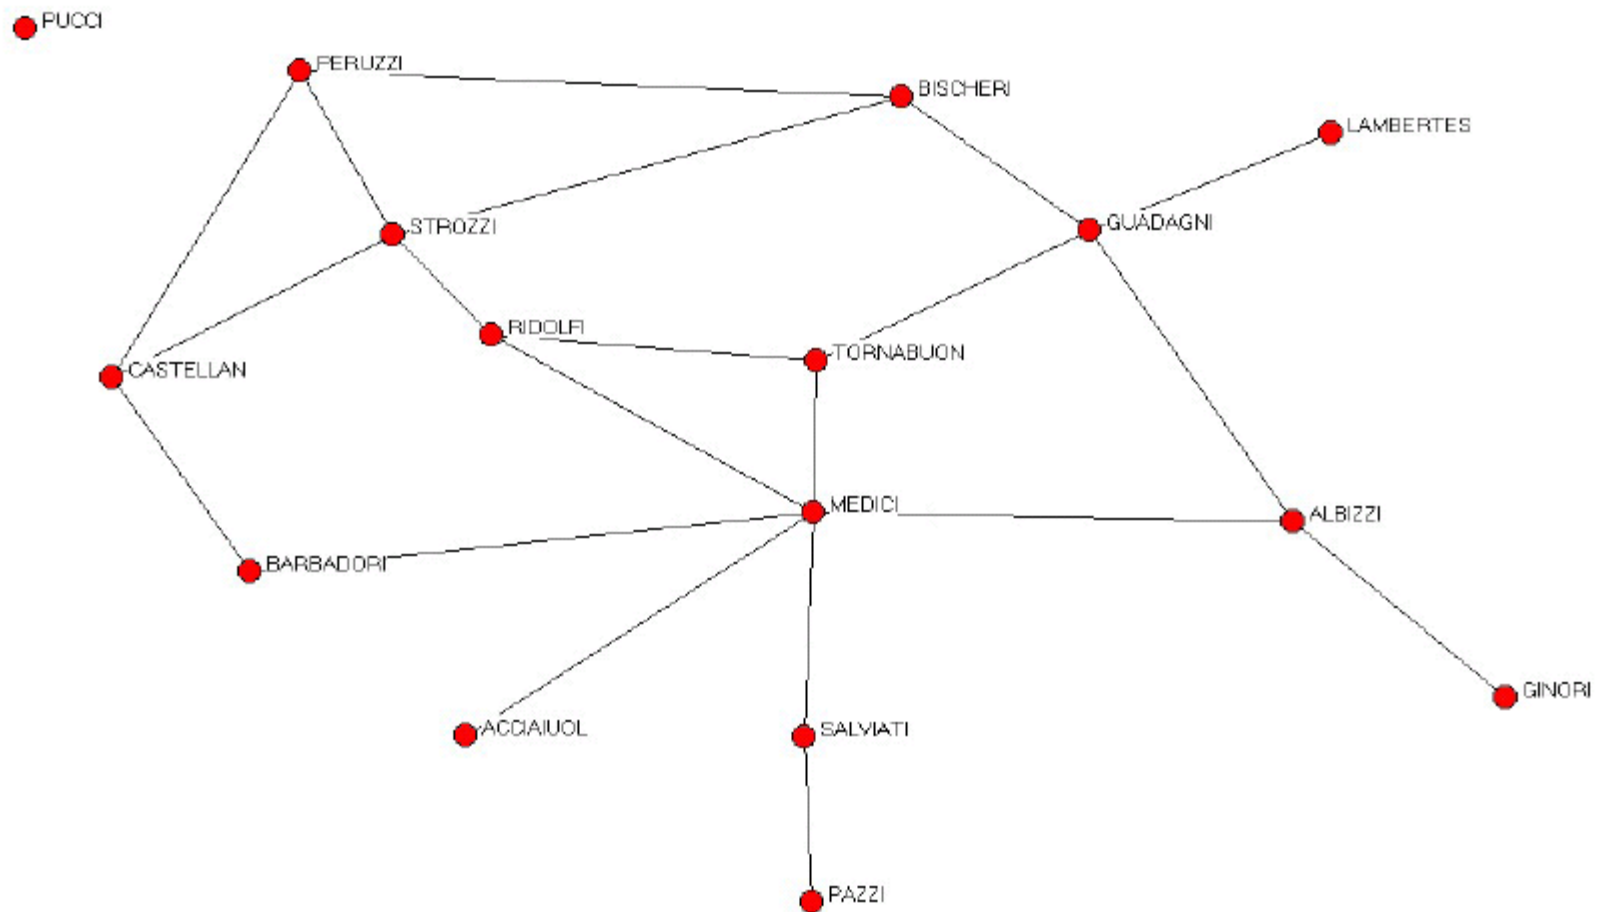 PUCCI
PERUZZI
BISCHERI
LAMBERTES
STROZZI
GUADAGNI
RIDOLFI
TORNABUON
CASTELLAN
MEDICI
ALBIZZI
BARBADORI
GINORI
ACCIAIUOL
SALVIATI
PAZZI